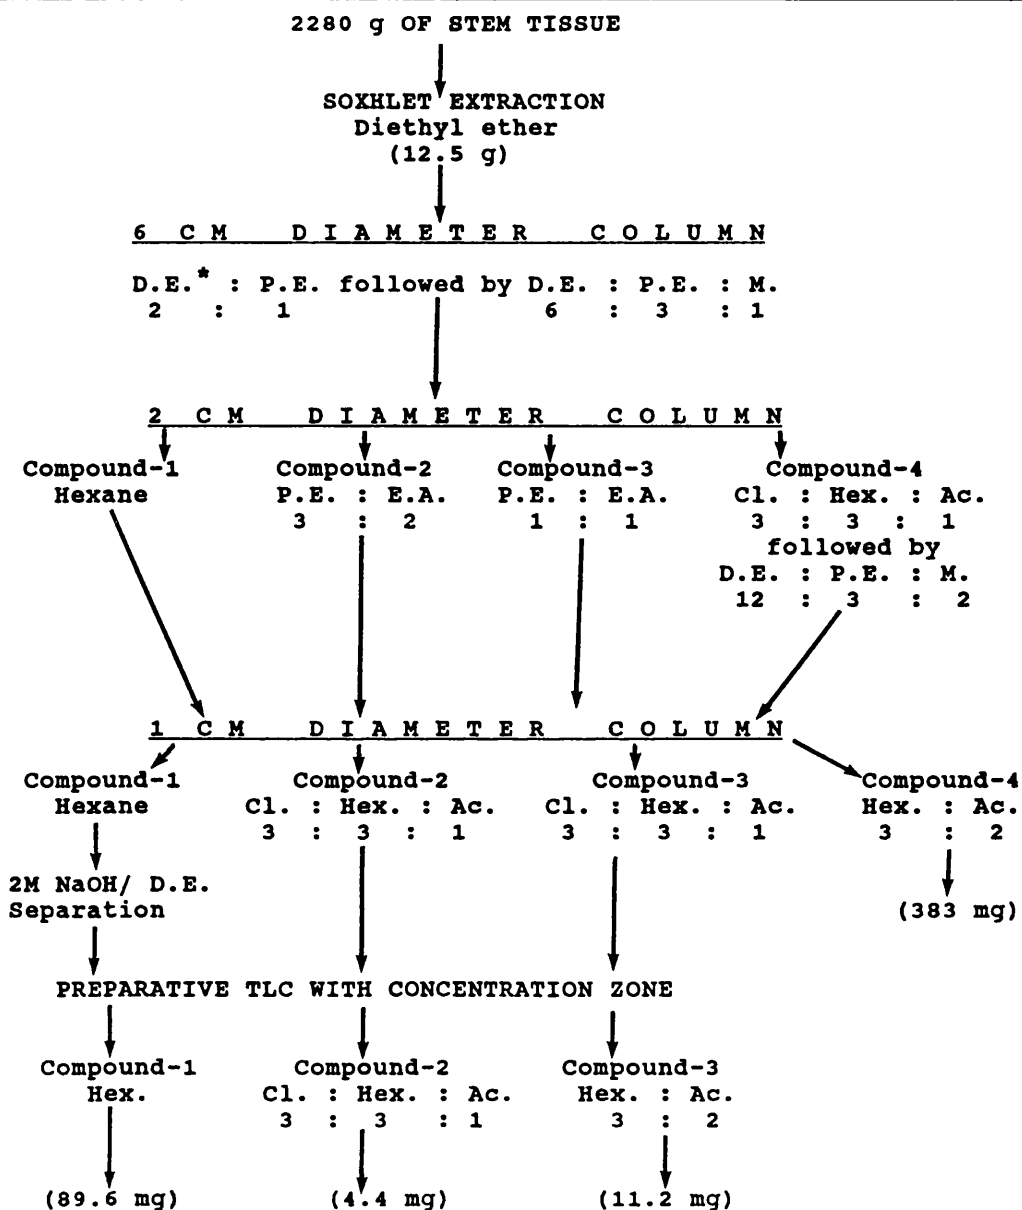 2280 g OF STEM TISSUE
SOXHLET EXTRACTION
Diethyl ether
(12.5 g)
6 CM DIAMETER COLUMN
D.E.* : P.E. followed by D.E. : P.E. : M.
2 : 1 6 : 3 : 1
2 CM DIAMETER COLUMN
Compound-1 Compound-2 Compound-3 Compound-4
Hexane P.E. : E.A. P.E. : E.A. Cl. : Hex. : Ac.
3 : 2 1 : 1 3 : 3 : 1
followed by
D.E. : P.E. : M.
12 : 3 : 2
1 CM DIAMETER COLUMN
Compound-1 Compound-2 Compound-3 Compound-4
Hexane Cl. : Hex. : Ac. Cl. : Hex. : Ac. Hex. : Ac.
3 : 3 : 1 3 : 3 : 1 3 : 2
2M NaOH/ D.E.
Separation (383 mg)
PREPARATIVE TLC WITH CONCENTRATION ZONE
Compound-1 Compound-2 Compound-3
Hex. Cl. : Hex. : Ac. Hex. : Ac.
3 : 3 : 1 3 : 2
(89.6 mg) (4.4 mg) (11.2 mg)